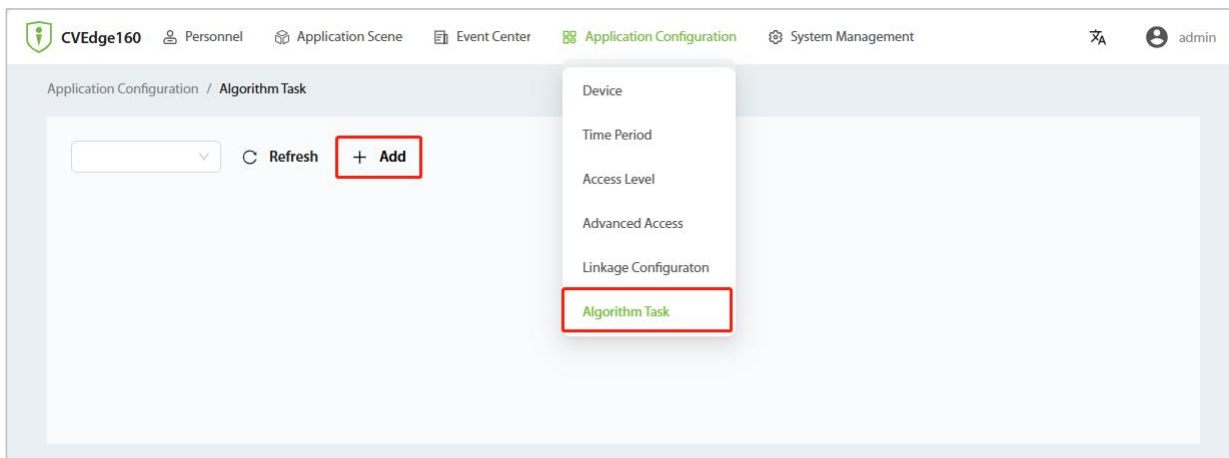 CVEdge160 Personnel Application Scene Event Center Application Configuration System Management admin
Application Configuration / Algorithm Task
Refresh + Add
Device
Time Period
Access Level
Advanced Access
Linkage Configuraton
Algorithm Task